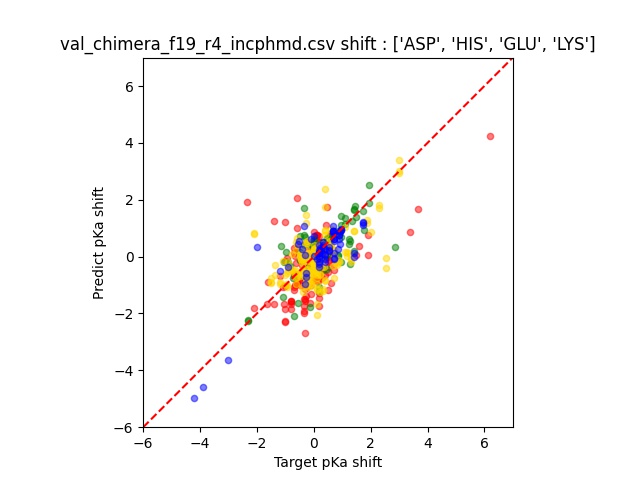 val_chimera_f19_r4_incphmd.csv shift : ['ASP', 'HIS', 'GLU', 'LYS']
Predict pKa shift
6
4
2
0
−2
−4
−6
−6 −4 −2 0 2 4 6
Target pKa shift